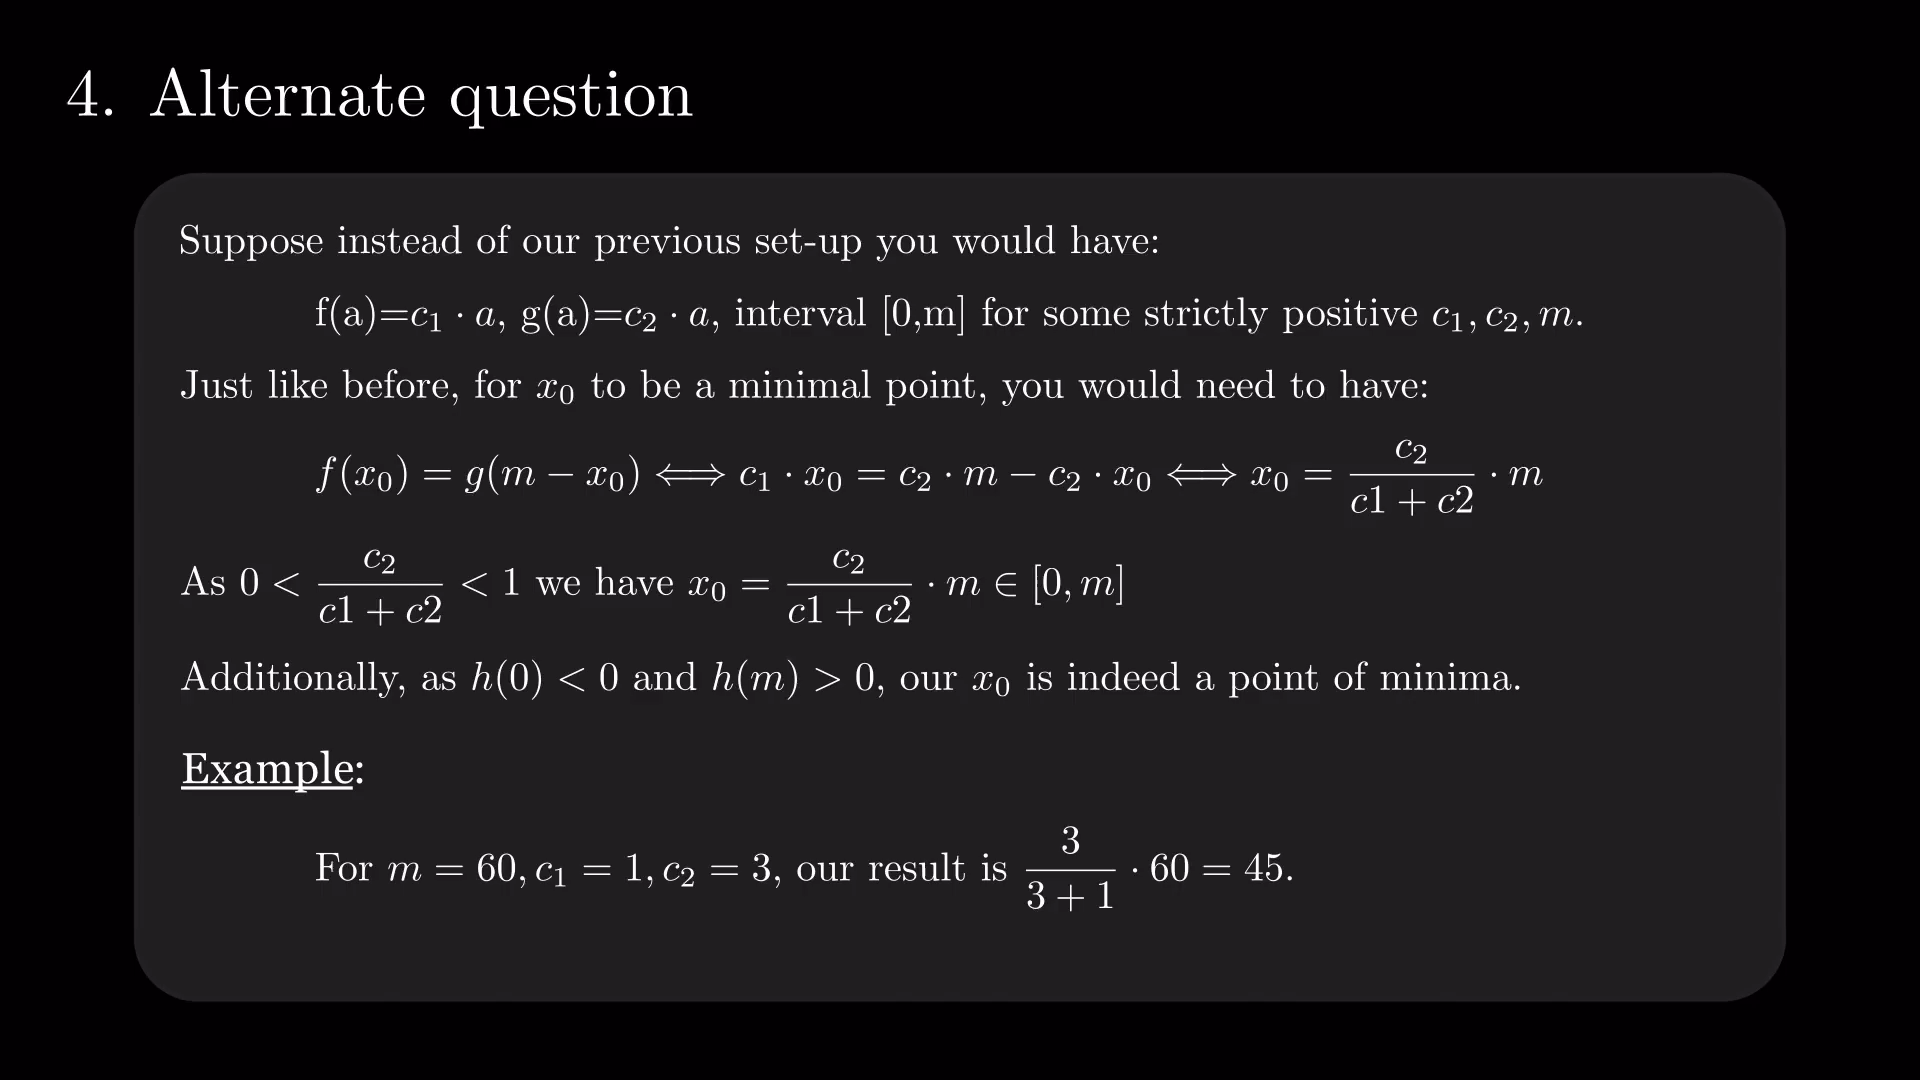 4. Alternate question
Suppose instead of our previous set-up you would have:
f(a)=c₁ · a, g(a)=c₂ · a, interval [0,m] for some strictly positive c₁, c₂, m.
Just like before, for x₀ to be a minimal point, you would need to have:
f(x₀) = g(m − x₀) ⟺ c₁ · x₀ = c₂ · m − c₂ · x₀ ⟺ x₀ = c₂/(c1 + c2) · m
As 0 < c₂/(c1 + c2) < 1 we have x₀ = c₂/(c1 + c2) · m ∈ [0, m]
Additionally, as h(0) < 0 and h(m) > 0, our x₀ is indeed a point of minima.
Example:
For m = 60, c₁ = 1, c₂ = 3, our result is 3/(3 + 1) · 60 = 45.